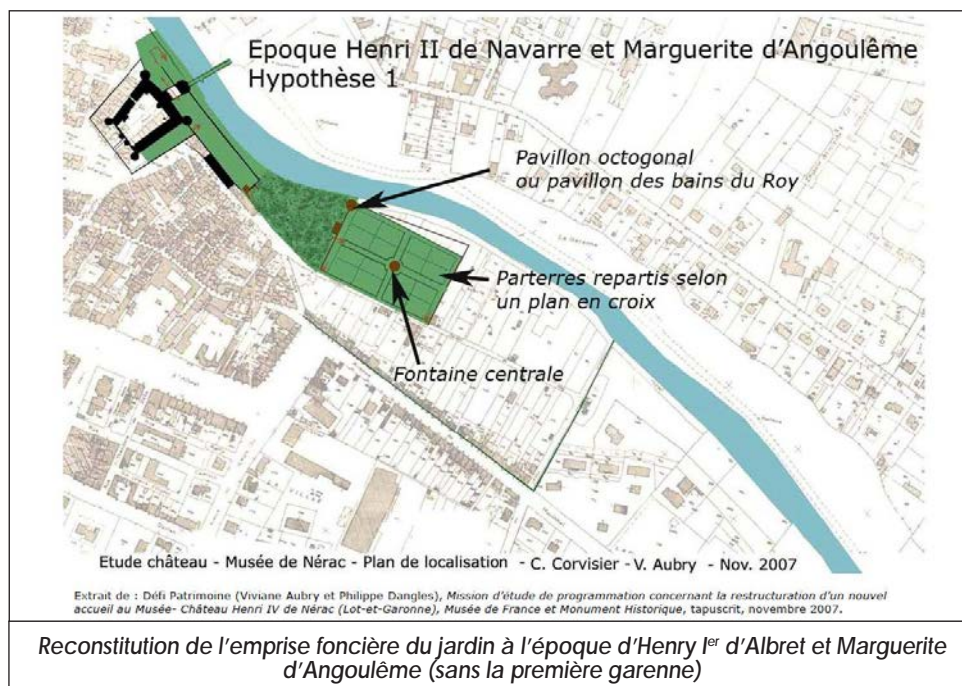 Epoque Henri II de Navarre et Marguerite d'Angoulême
Hypothèse 1
Pavillon octogonal
ou pavillon des bains du Roy
Parterres repartis selon
un plan en croix
Fontaine centrale
Etude château - Musée de Nérac - Plan de localisation - C. Corvisier - V. Aubry - Nov. 2007
Extrait de : Défi Patrimoine (Viviane Aubry et Philippe Dangles), Mission d'étude de programmation concernant la restructuration d'un nouvel
accueil au Musée- Château Henri IV de Nérac (Lot-et-Garonne), Musée de France et Monument Historique, tapuscrit, novembre 2007.
Reconstitution de l'emprise foncière du jardin à l'époque d'Henry Ier d'Albret et Marguerite
d'Angoulême (sans la première garenne)